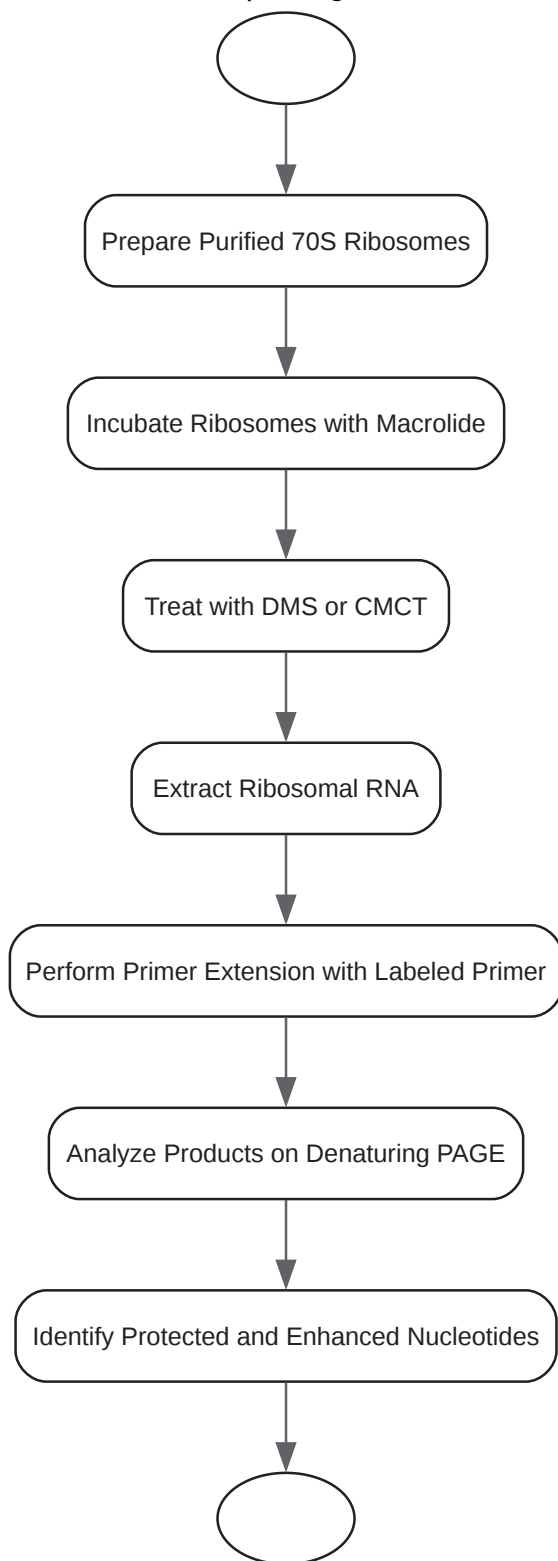 Prepare Purified 70S Ribosomes
Incubate Ribosomes with Macrolide
Treat with DMS or CMCT
Extract Ribosomal RNA
Perform Primer Extension with Labeled Primer
Analyze Products on Denaturing PAGE
Identify Protected and Enhanced Nucleotides